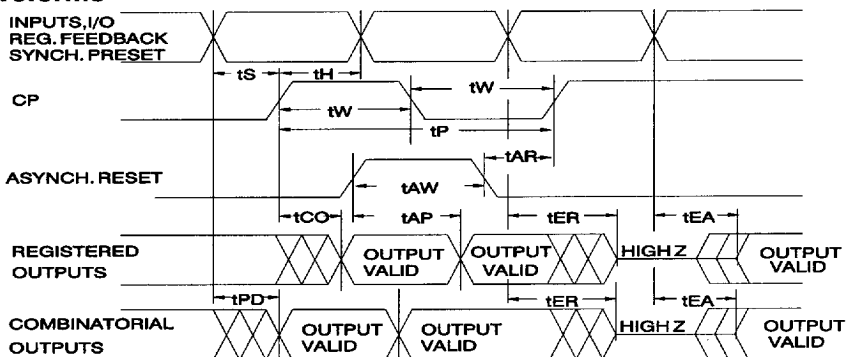 INPUTS,I/O
REG. FEEDBACK
SYNCH. PRESET
tS
tH
CP
tW
tW
tP
tAR
ASYNCH. RESET
tAW
tCO
tAP
tER
tEA
REGISTERED
OUTPUTS
OUTPUT
VALID
OUTPUT
VALID
HIGH Z
OUTPUT
VALID
tPD
tER
tEA
COMBINATORIAL
OUTPUTS
OUTPUT
VALID
OUTPUT
VALID
HIGH Z
OUTPUT
VALID